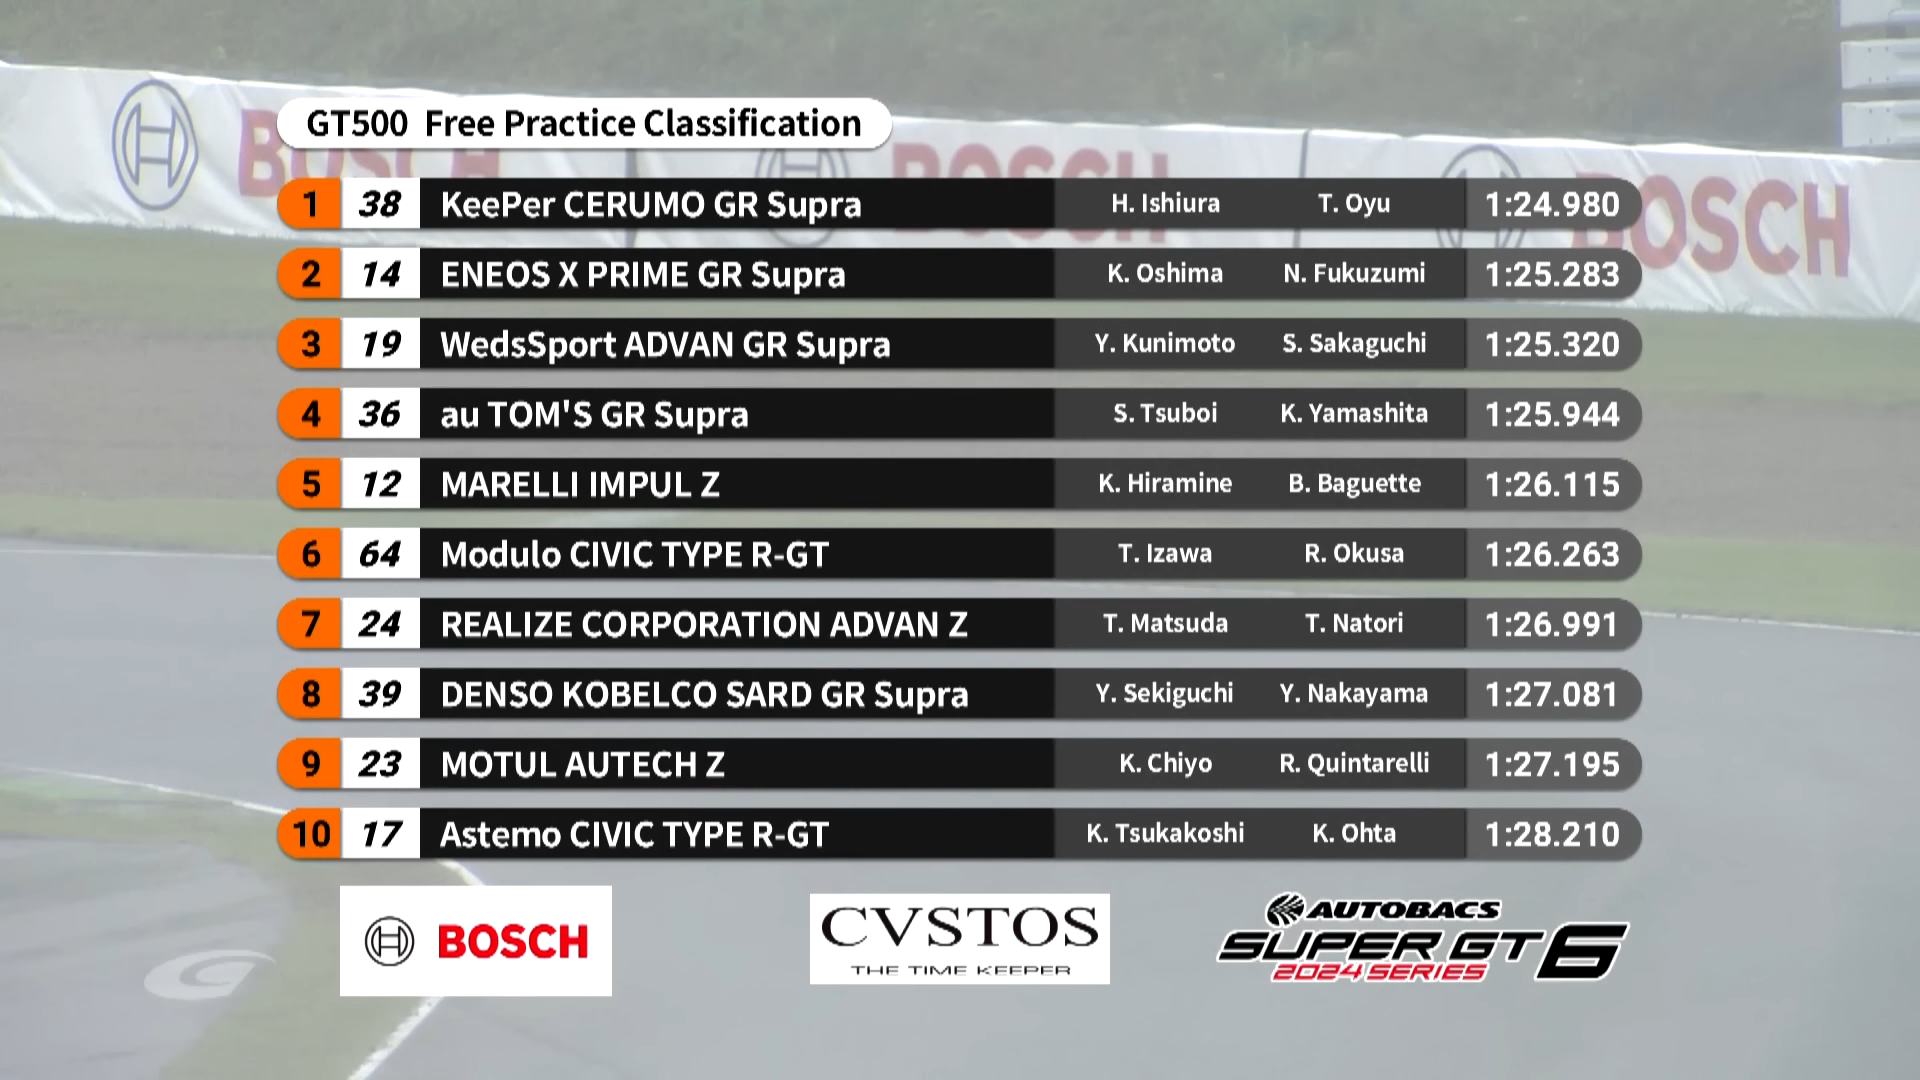 BOSCH
BOSCH
BOSCH
GT500 Free Practice Classification
1 38 KeePer CERUMO GR Supra H. Ishiura T. Oyu 1:24.980
2 14 ENEOS X PRIME GR Supra K. Oshima N. Fukuzumi 1:25.283
3 19 WedsSport ADVAN GR Supra Y. Kunimoto S. Sakaguchi 1:25.320
4 36 au TOM'S GR Supra S. Tsuboi K. Yamashita 1:25.944
5 12 MARELLI IMPUL Z K. Hiramine B. Baguette 1:26.115
6 64 Modulo CIVIC TYPE R-GT T. Izawa R. Okusa 1:26.263
7 24 REALIZE CORPORATION ADVAN Z T. Matsuda T. Natori 1:26.991
8 39 DENSO KOBELCO SARD GR Supra Y. Sekiguchi Y. Nakayama 1:27.081
9 23 MOTUL AUTECH Z K. Chiyo R. Quintarelli 1:27.195
10 17 Astemo CIVIC TYPE R-GT K. Tsukakoshi K. Ohta 1:28.210
BOSCH
CVSTOS
THE TIME KEEPER
AUTOBACS
SUPER GT 6
2024 SERIES